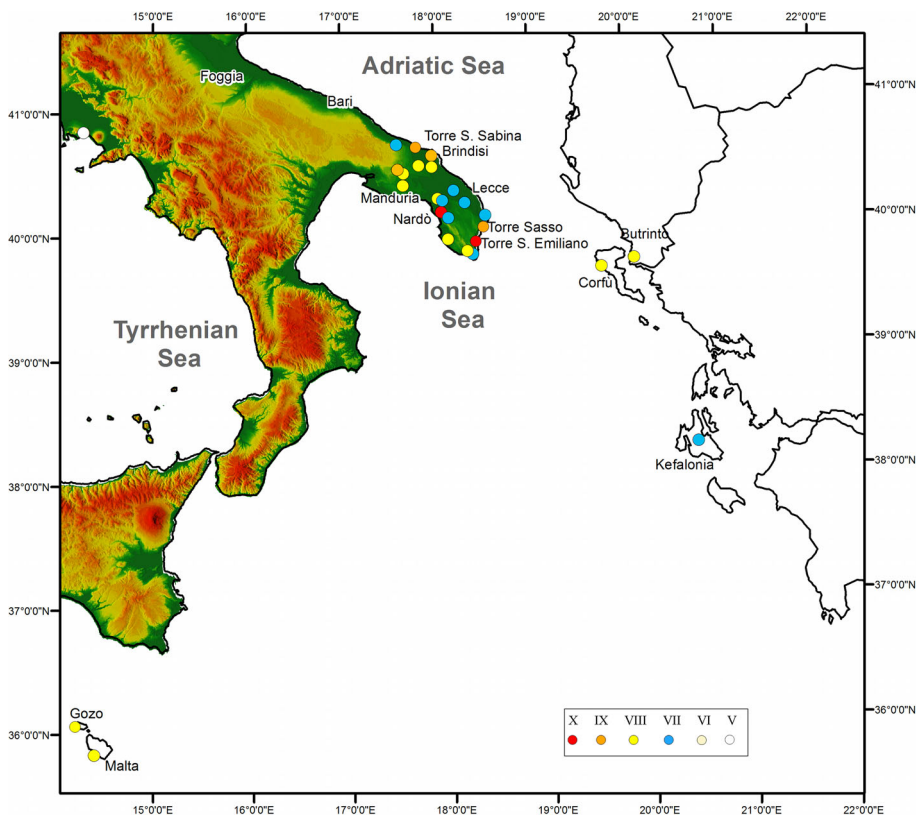 15°0'0"E 16°0'0"E 17°0'0"E 18°0'0"E 19°0'0"E 20°0'0"E 21°0'0"E 22°0'0"E
Adriatic Sea
Foggia
41°0'0"N
Bari
41°0'0"N
Torre S. Sabina
Brindisi
Lecce
Manduria
40°0'0"N
Nardò
Torre Sasso
Butrinto
40°0'0"N
Torre S. Emiliano
Corfù
Ionian
Sea
Tyrrhenian
Sea
39°0'0"N
39°0'0"N
38°0'0"N
Kefalonia
38°0'0"N
37°0'0"N
37°0'0"N
Gozo
36°0'0"N
X IX VIII VII VI V
36°0'0"N
Malta
15°0'0"E 16°0'0"E 17°0'0"E 18°0'0"E 19°0'0"E 20°0'0"E 21°0'0"E 22°0'0"E